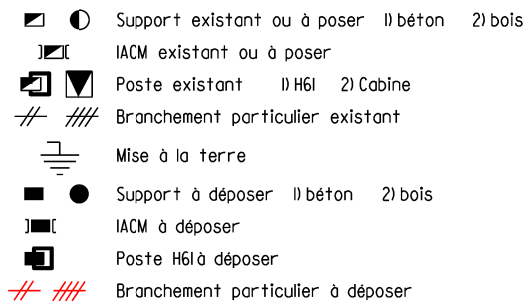 Support existant ou à poser 1) béton 2) bois
IACM existant ou à poser
Poste existant 1) H61 2) Cabine
Branchement particulier existant
Mise à la terre
Support à déposer 1) béton 2) bois
IACM à déposer
Poste H61 à déposer
Branchement particulier à déposer